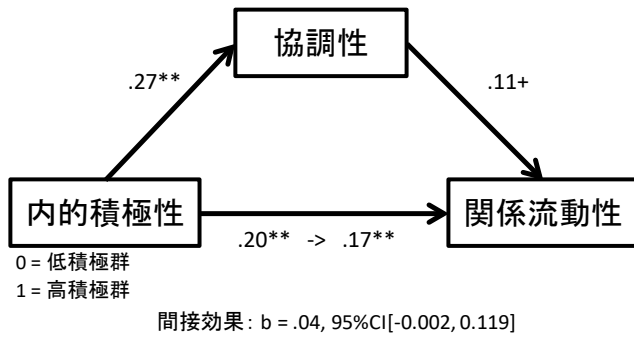 協調性
.27**
.11+
内的積極性
関係流動性
.20** -> .17**
0 = 低積極群
1 = 高積極群
間接効果: b = .04, 95%CI[-0.002, 0.119]